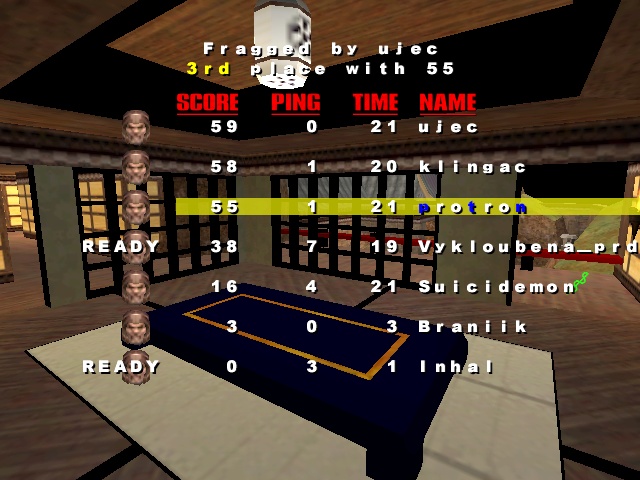 Fragged by ujec
3rd place with 55
SCORE PING TIME NAME
59 0 21 ujec
58 1 20 klingac
55 1 21 protron
READY 38 7 19 Vykloubena_prd
16 4 21 Suicidemon
3 0 3 Braniik
READY 0 3 1 Inhal